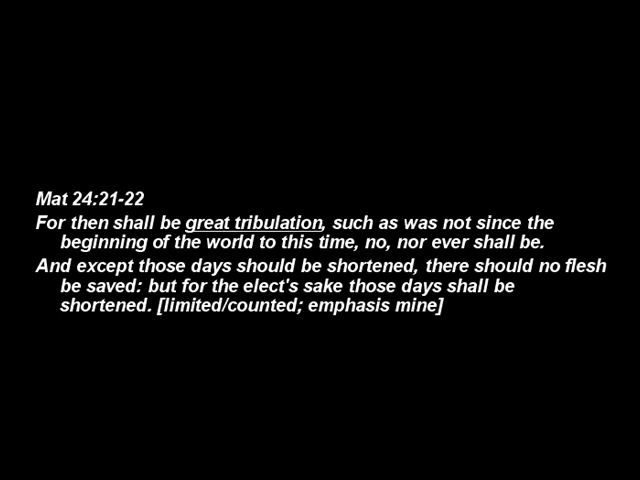 Mat 24:21-22
For then shall be great tribulation, such as was not since the
beginning of the world to this time, no, nor ever shall be.
And except those days should be shortened, there should no flesh
be saved: but for the elect's sake those days shall be
shortened. [limited/counted; emphasis mine]